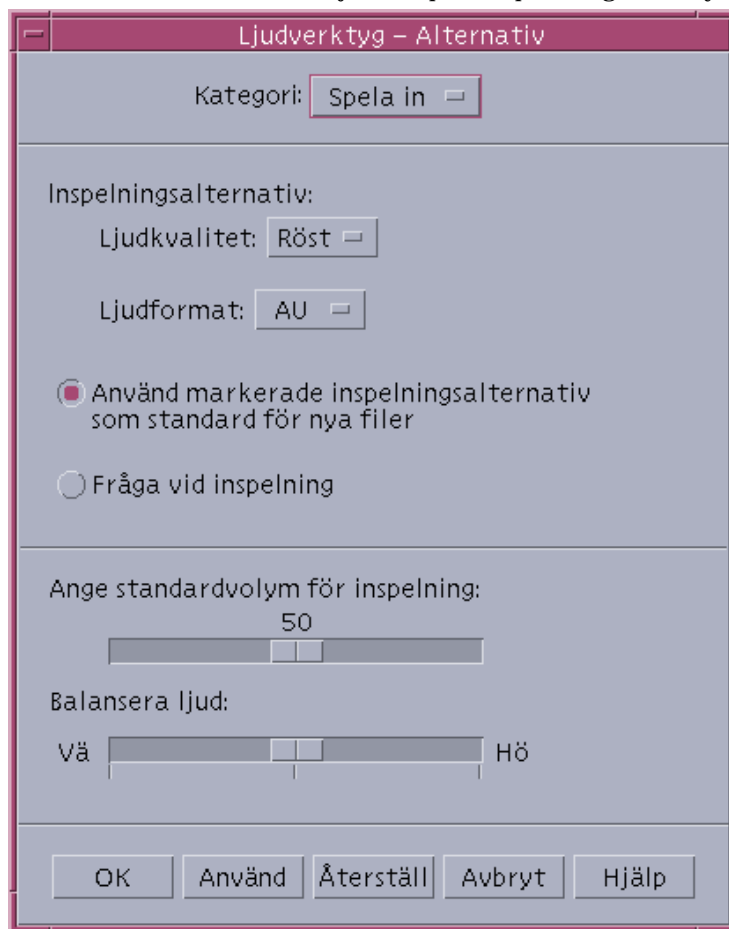 Ljudverktyg – Alternativ
Kategori: Spela in
Inspelningsalternativ:
Ljudkvalitet: Röst
Ljudformat: AU
Använd markerade inspelningsalternativ
som standard för nya filer
Fråga vid inspelning
Ange standardvolym för inspelning:
50
Balansera ljud:
Vä Hö
OK Använd Återställ Avbryt Hjälp